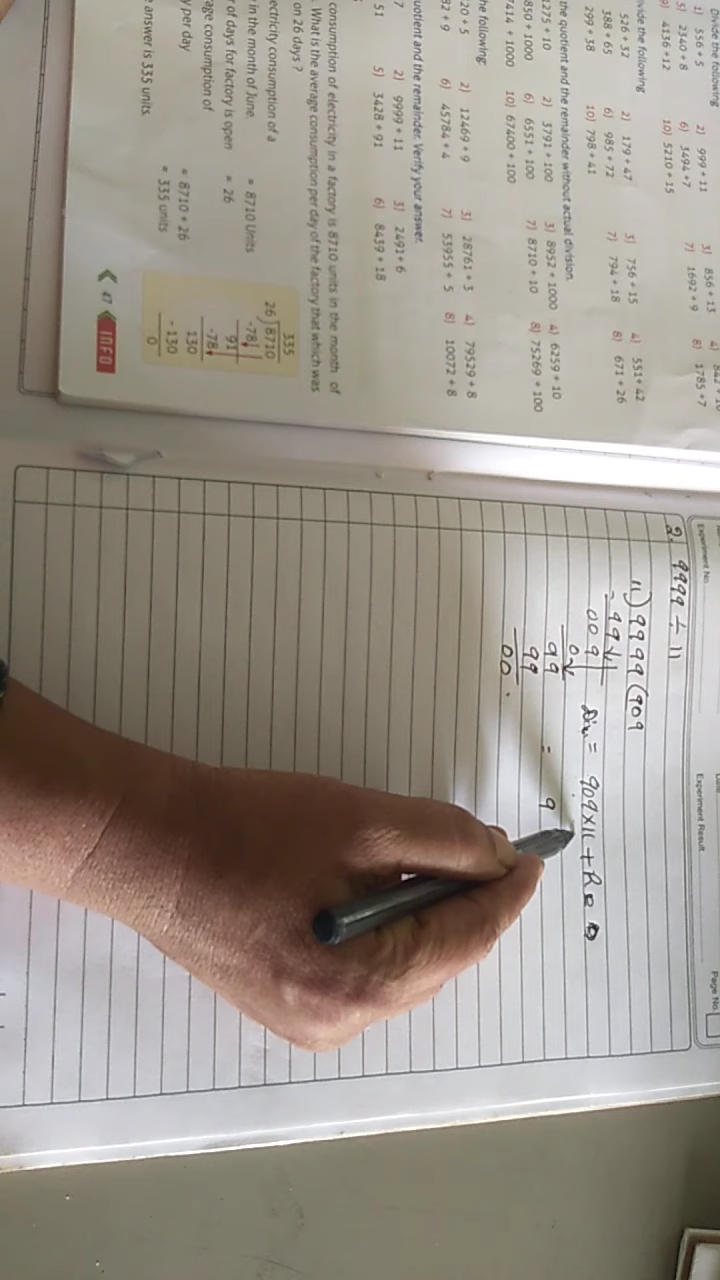 Divide the following
1) 556 ÷ 5 2) 999 ÷ 11 3) 856 ÷ 13 4)
5) 2340 ÷ 8 6) 3494 ÷ 7 7) 1692 ÷ 9 8) 1785 ÷ 7
9) 4136 ÷ 12 10) 5210 ÷ 15
vide the following
526 ÷ 32 2) 179 ÷ 47 3) 756 ÷ 15 4) 551 ÷ 42
388 ÷ 65 6) 985 ÷ 72 7) 794 ÷ 18 8) 671 ÷ 26
299 ÷ 38 10) 798 ÷ 41
the quotient and the remainder without actual division.
1275 ÷ 10 2) 3791 ÷ 100 3) 8952 ÷ 1000 4) 6259 ÷ 10
850 ÷ 1000 6) 6551 ÷ 100 7) 8710 ÷ 10 8) 75269 ÷ 100
7414 ÷ 1000 10) 67400 ÷ 100
he following:
20 ÷ 5 2) 12469 ÷ 9 3) 28761 ÷ 3 4) 79529 ÷ 8
32 ÷ 9 6) 45784 ÷ 4 7) 53955 ÷ 5 8) 10072 ÷ 8
uotient and the remainder. Verify your answer.
7 2) 9999 ÷ 11 3) 2491 ÷ 6
51 5) 3428 ÷ 91 6) 8439 ÷ 18
consumption of electricity in a factory is 8710 units in the month of
. What is the average consumption per day of the factory that which was
on 26 days ?
ectricity consumption of a
in the month of June. = 8710 Units
r of days for factory is open = 26
age consumption of
y per day = 8710 ÷ 26
= 335 units
e answer is 335 units
335
26)8710
-78
91
-78
130
-130
0
47 INFO
Experiment No.
Experiment Result
Page No.
2. 9999 ÷ 11
11)9999(909
- 99
009
0
99
99
00.
Div = 909×11 + Re 0
= 9